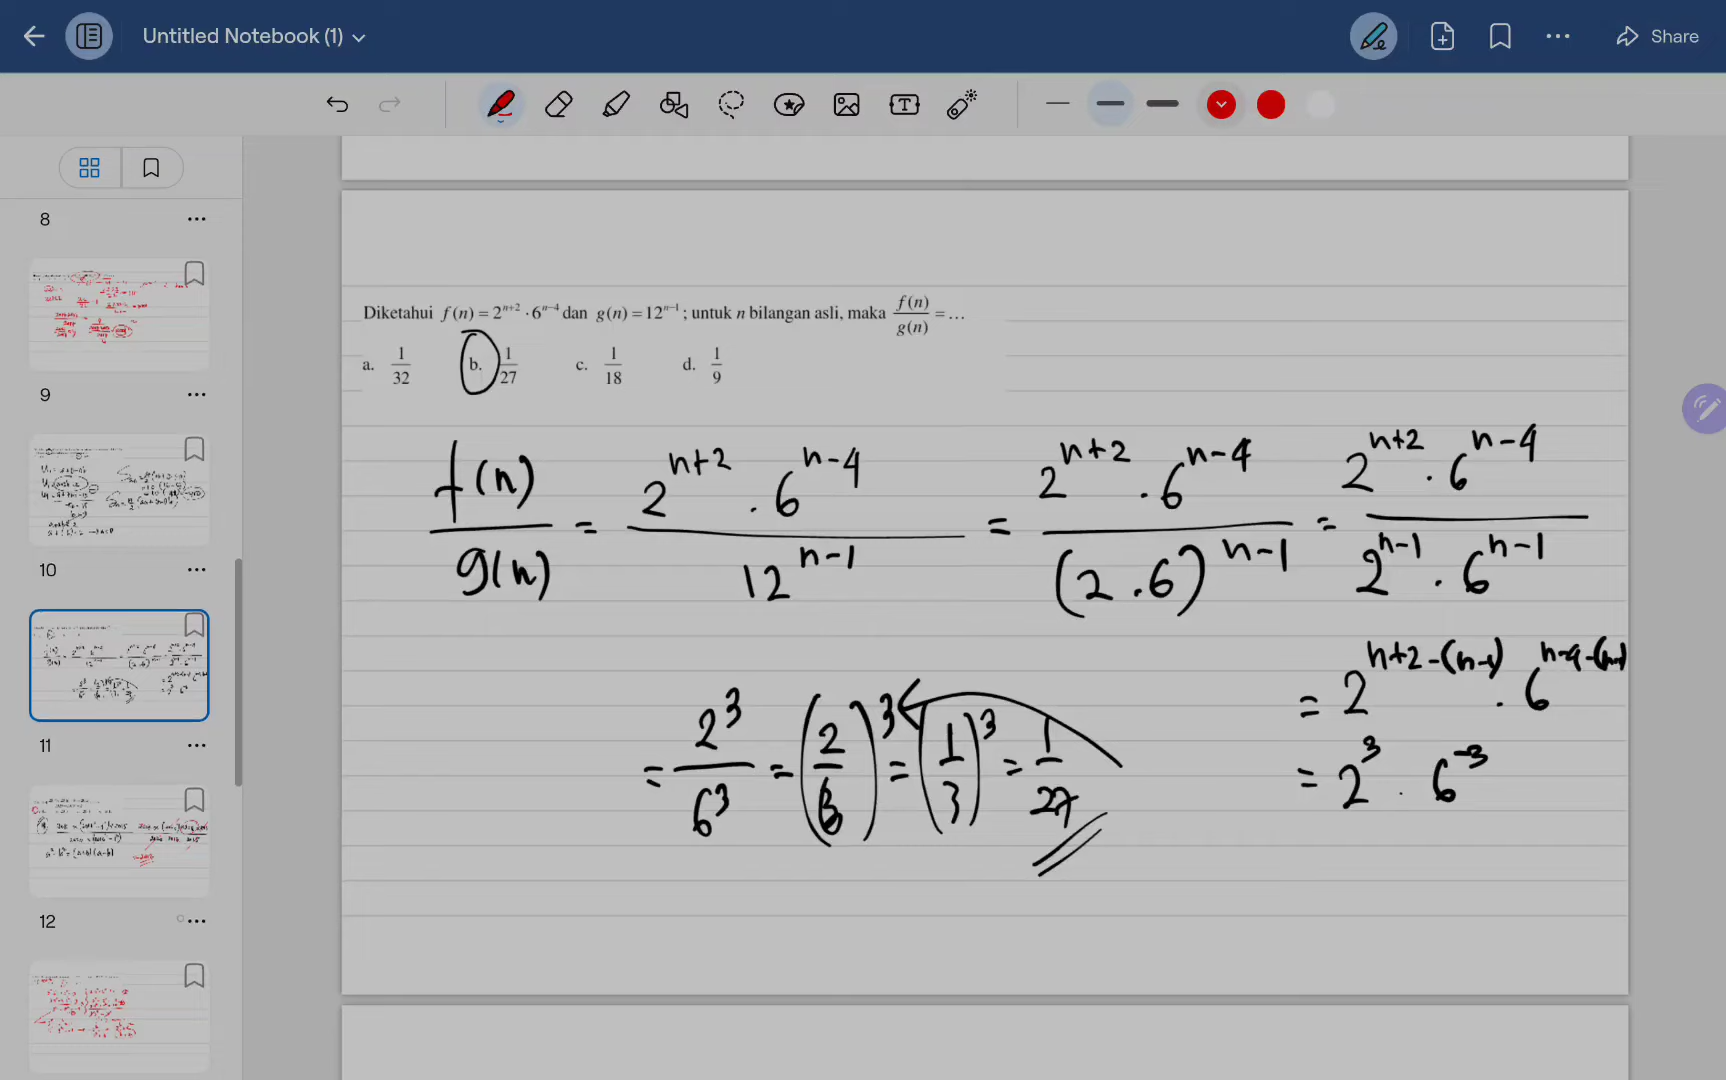 Untitled Notebook (1)
Share
8
9
10
11
12
Diketahui f(n) = 2^{n+2} · 6^{n-4} dan g(n) = 12^{n-1}; untuk n bilangan asli, maka f(n)/g(n) = ...
a. 1/32 b. 1/27 c. 1/18 d. 1/9
f(n)/g(n) = 2^{n+2} . 6^{n-4} / 12^{n-1} = 2^{n+2} . 6^{n-4} / (2 . 6)^{n-1} = 2^{n+2} . 6^{n-4} / 2^{n-1} . 6^{n-1}
= 2^{n+2-(n-1)} . 6^{n-4-(n-1)}
= 2^3 . 6^{-3}
= 2^3/6^3 = (2/6)^3 = (1/3)^3 = 1/27